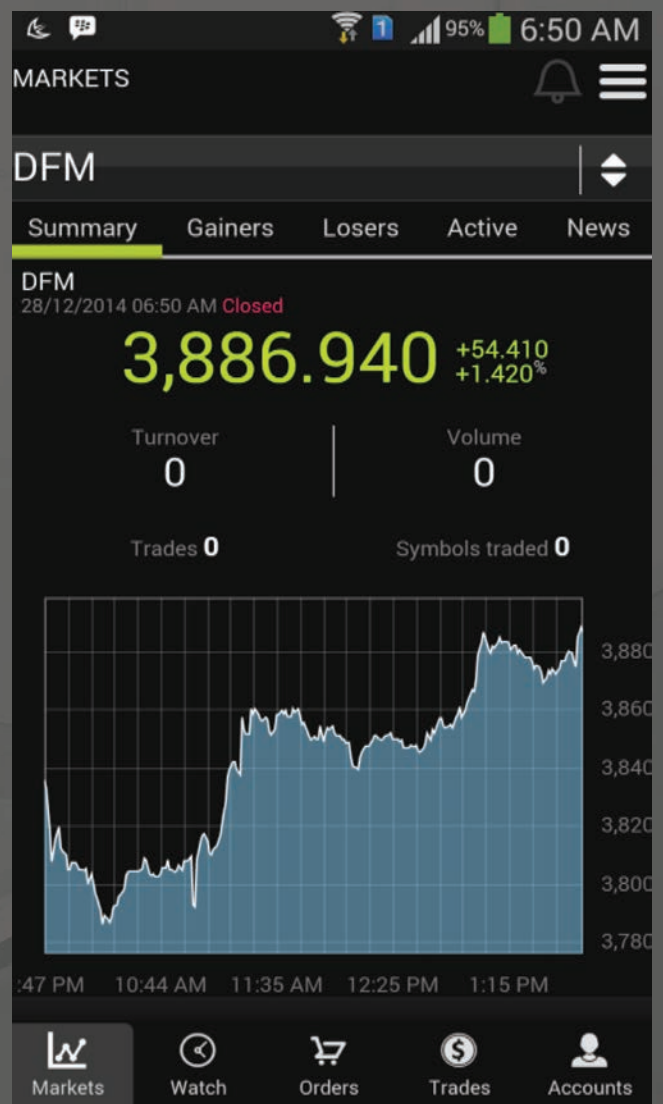 1 95% 6:50 AM
MARKETS
DFM
Summary Gainers Losers Active News
DFM
28/12/2014 06:50 AM Closed
3,886.940 +54.410
+1.420%
Turnover Volume
0 0
Trades 0 Symbols traded 0
3,880
3,860
3,840
3,820
3,800
3,780
:47 PM 10:44 AM 11:35 AM 12:25 PM 1:15 PM
Markets Watch Orders Trades Accounts